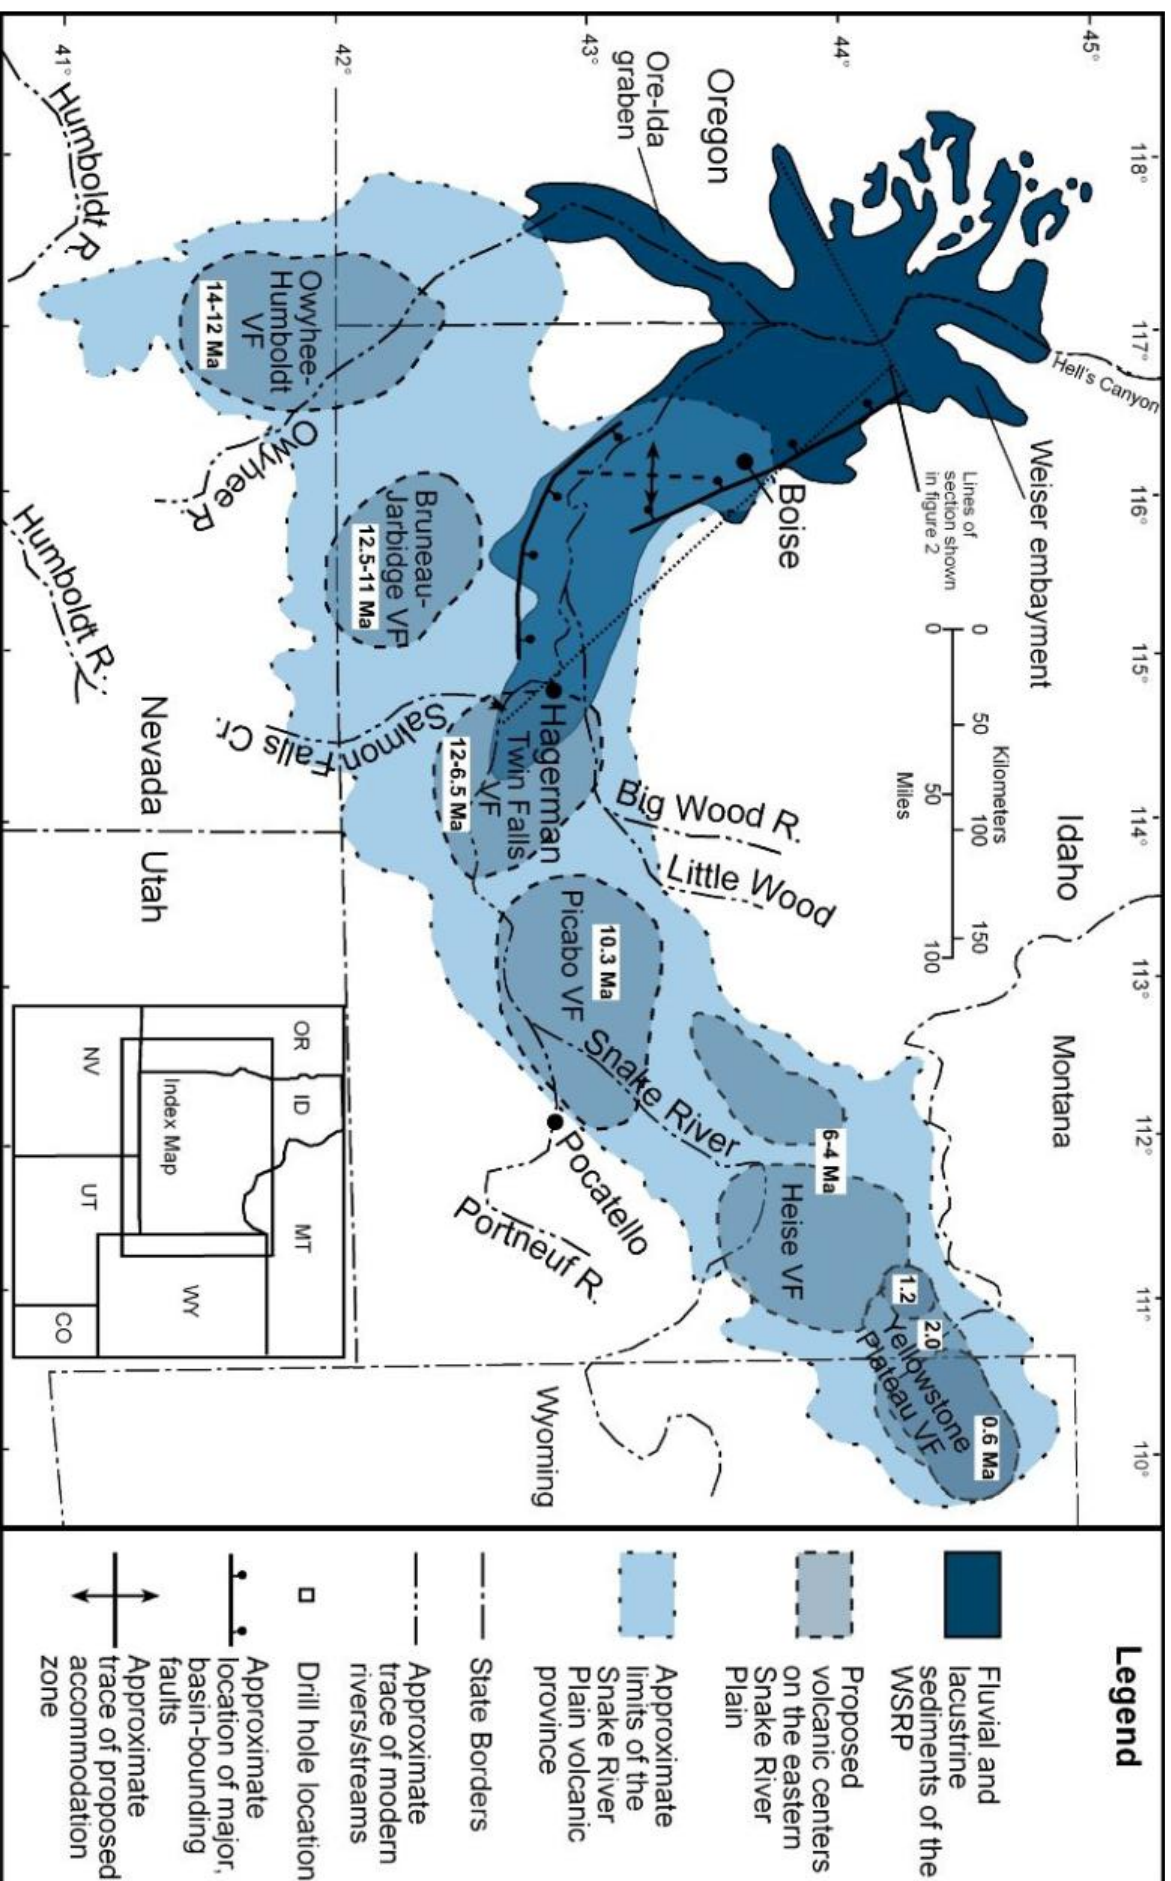 118°
117°
116°
115°
114°
113°
112°
111°
110°
45°
44°
43°
42°
41°
Hell's Canyon
Weiser embayment
Idaho
Montana
Lines of
section shown
in figure 2
Kilometers
0
50
100
150
0
50
100
Miles
Oregon
Ore-Ida
graben
Boise
Big Wood R.
Little Wood
6-4 Ma
Heise VF
1.2
2.0
Yellowstone
Plateau VF
0.6 Ma
Hagerman
Twin Falls
VF
12-6.5 Ma
10.3 Ma
Picabo VF
Snake River
Pocatello
Portneuf R.
Wyoming
Owyhee-
Humboldt
VF
14-12 Ma
Bruneau-
Jarbidge VF
12.5-11 Ma
Owyhee R.
Salmon Falls Cr.
Humboldt R.
Humboldt R.
Nevada
Utah
OR
ID
MT
Index Map
WY
NV
UT
CO
Legend
Fluvial and
lacustrine
sediments of the
WSRP
Proposed
volcanic centers
on the eastern
Snake River
Plain
Approximate
limits of the
Snake River
Plain volcanic
province
State Borders
Approximate
trace of modern
rivers/streams
Drill hole location
Approximate
location of major,
basin-bounding
faults
Approximate
trace of proposed
accommodation
zone